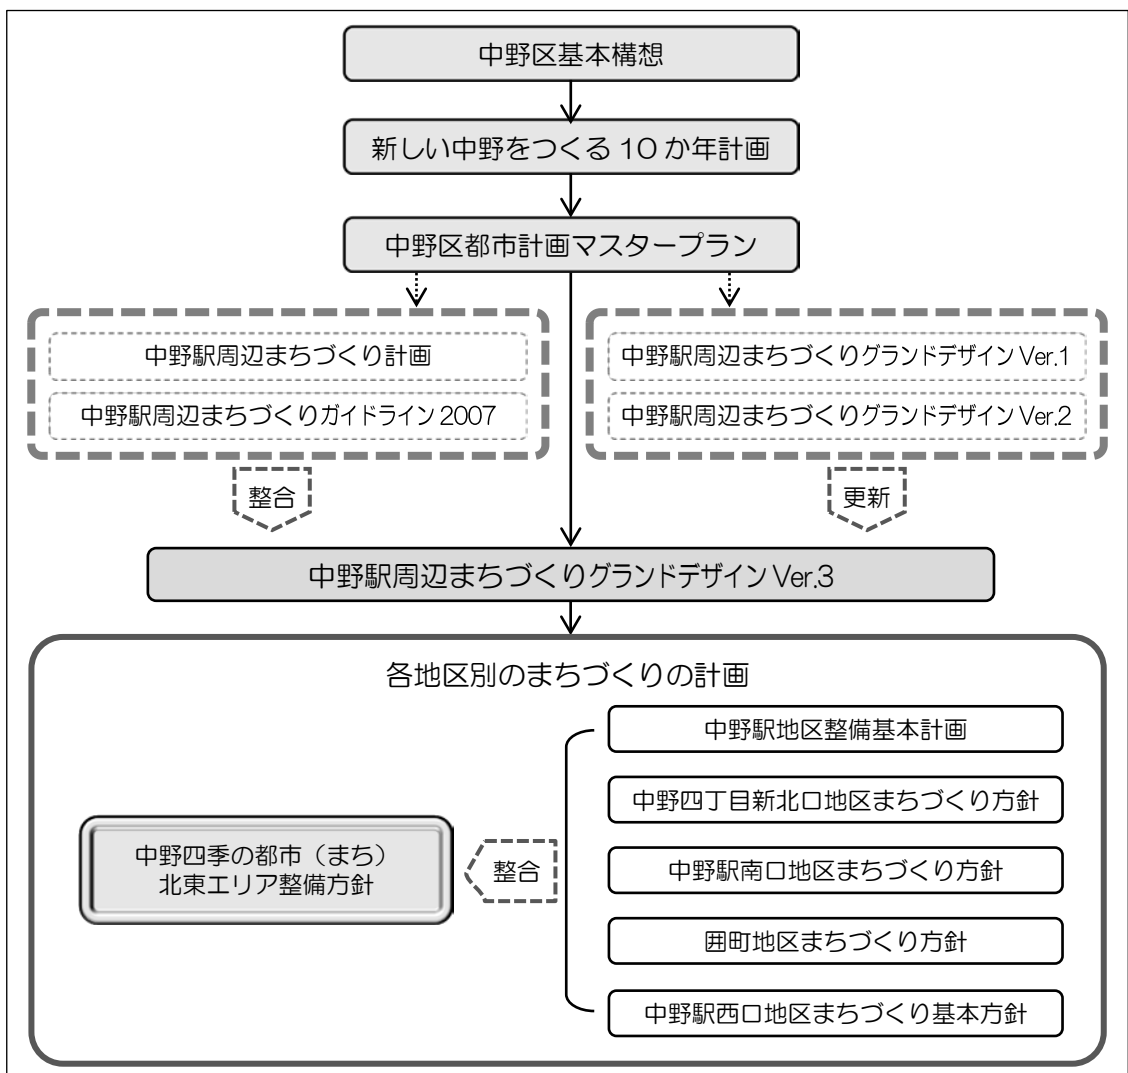 中野区基本構想
新しい中野をつくる10か年計画
中野区都市計画マスタープラン
中野駅周辺まちづくり計画
中野駅周辺まちづくりガイドライン2007
中野駅周辺まちづくりグランドデザインVer.1
中野駅周辺まちづくりグランドデザインVer.2
整合
更新
中野駅周辺まちづくりグランドデザインVer.3
各地区別のまちづくりの計画
中野四季の都市（まち）
北東エリア整備方針
整合
中野駅地区整備基本計画
中野四丁目新北口地区まちづくり方針
中野駅南口地区まちづくり方針
囲町地区まちづくり方針
中野駅西口地区まちづくり基本方針